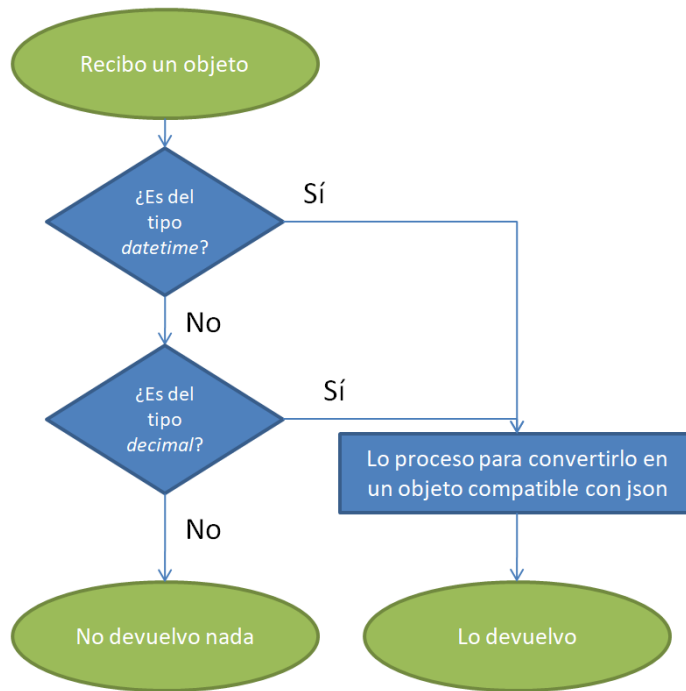 Recibo un objeto
¿Es del
tipo
datetime?
Sí
No
¿Es del
tipo
decimal?
Sí
Lo proceso para convertirlo en
un objeto compatible con json
No
No devuelvo nada
Lo devuelvo